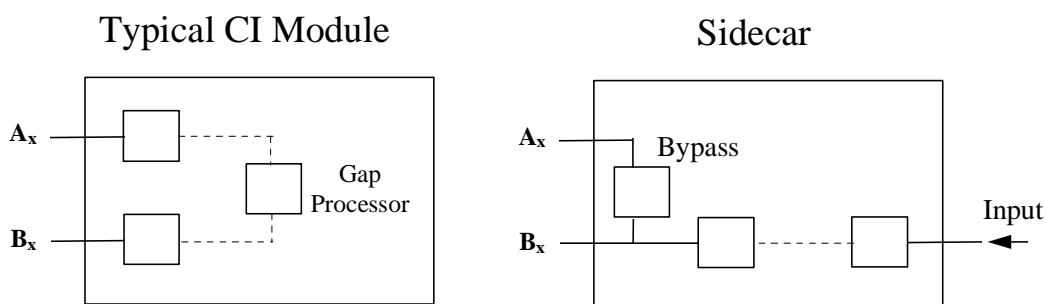 Typical CI Module
Ax
Bx
Gap
Processor
Sidecar
Ax
Bypass
Bx
Input